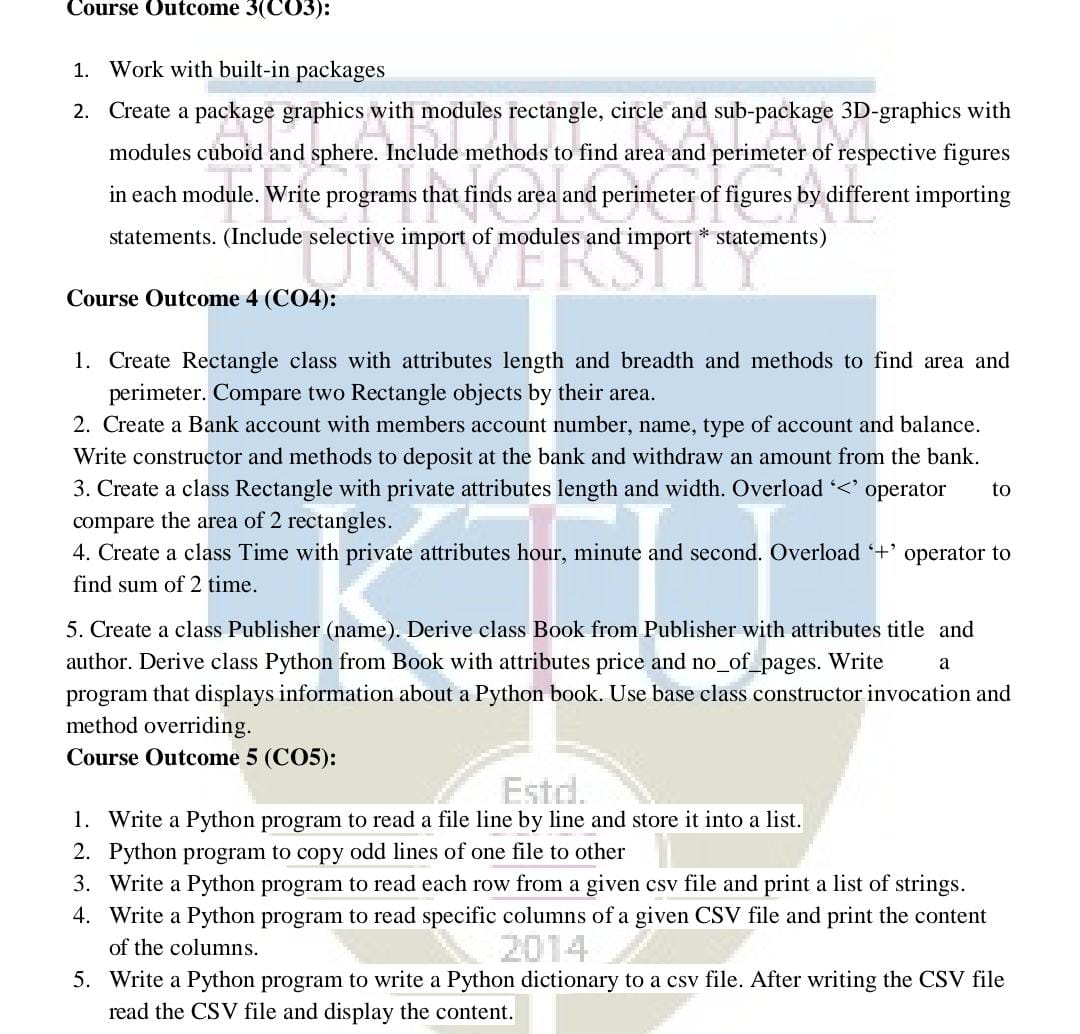 Course Outcome 3(CO3):
1. Work with built-in packages
2. Create a package graphics with modules rectangle, circle and sub-package 3D-graphics with
modules cuboid and sphere. Include methods to find area and perimeter of respective figures
in each module. Write programs that finds area and perimeter of figures by different importing
statements. (Include selective import of modules and import * statements)
APJ ABDUL KALAM
TECHNOLOGICAL
UNIVERSITY
Course Outcome 4 (CO4):
1. Create Rectangle class with attributes length and breadth and methods to find area and
perimeter. Compare two Rectangle objects by their area.
2. Create a Bank account with members account number, name, type of account and balance.
Write constructor and methods to deposit at the bank and withdraw an amount from the bank.
3. Create a class Rectangle with private attributes length and width. Overload ‘<’ operator to
compare the area of 2 rectangles.
4. Create a class Time with private attributes hour, minute and second. Overload ‘+’ operator to
find sum of 2 time.
KTU
5. Create a class Publisher (name). Derive class Book from Publisher with attributes title and
author. Derive class Python from Book with attributes price and no_of_pages. Write a
program that displays information about a Python book. Use base class constructor invocation and
method overriding.
Course Outcome 5 (CO5):
Estd.
1. Write a Python program to read a file line by line and store it into a list.
2. Python program to copy odd lines of one file to other
3. Write a Python program to read each row from a given csv file and print a list of strings.
4. Write a Python program to read specific columns of a given CSV file and print the content
of the columns.
2014
5. Write a Python program to write a Python dictionary to a csv file. After writing the CSV file
read the CSV file and display the content.